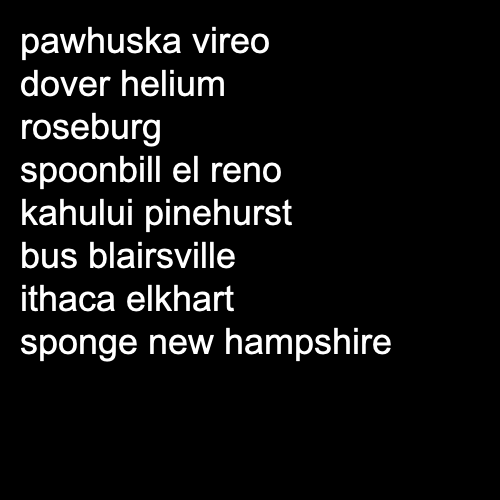 pawhuska vireo
dover helium
roseburg
spoonbill el reno
kahului pinehurst
bus blairsville
ithaca elkhart
sponge new hampshire